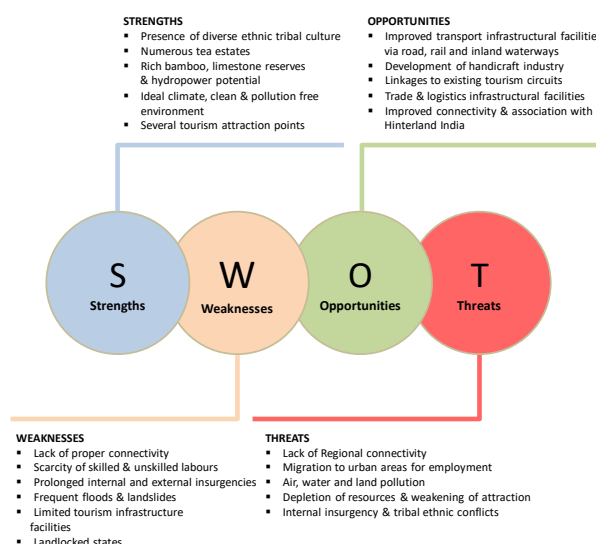 STRENGTHS
▪ Presence of diverse ethnic tribal culture
▪ Numerous tea estates
▪ Rich bamboo, limestone reserves
& hydropower potential
▪ Ideal climate, clean & pollution free
environment
▪ Several tourism attraction points
OPPORTUNITIES
▪ Improved transport infrastructural facilitie
via road, rail and inland waterways
▪ Development of handicraft industry
▪ Linkages to existing tourism circuits
▪ Trade & logistics infrastructural facilities
▪ Improved connectivity & association with
Hinterland India
S
Strengths
W
Weaknesses
O
Opportunities
T
Threats
WEAKNESSES
▪ Lack of proper connectivity
▪ Scarcity of skilled & unskilled labours
▪ Prolonged internal and external insurgencies
▪ Frequent floods & landslides
▪ Limited tourism infrastructure
facilities
▪ Landlocked states
THREATS
▪ Lack of Regional connectivity
▪ Migration to urban areas for employment
▪ Air, water and land pollution
▪ Depletion of resources & weakening of attraction
▪ Internal insurgency & tribal ethnic conflicts